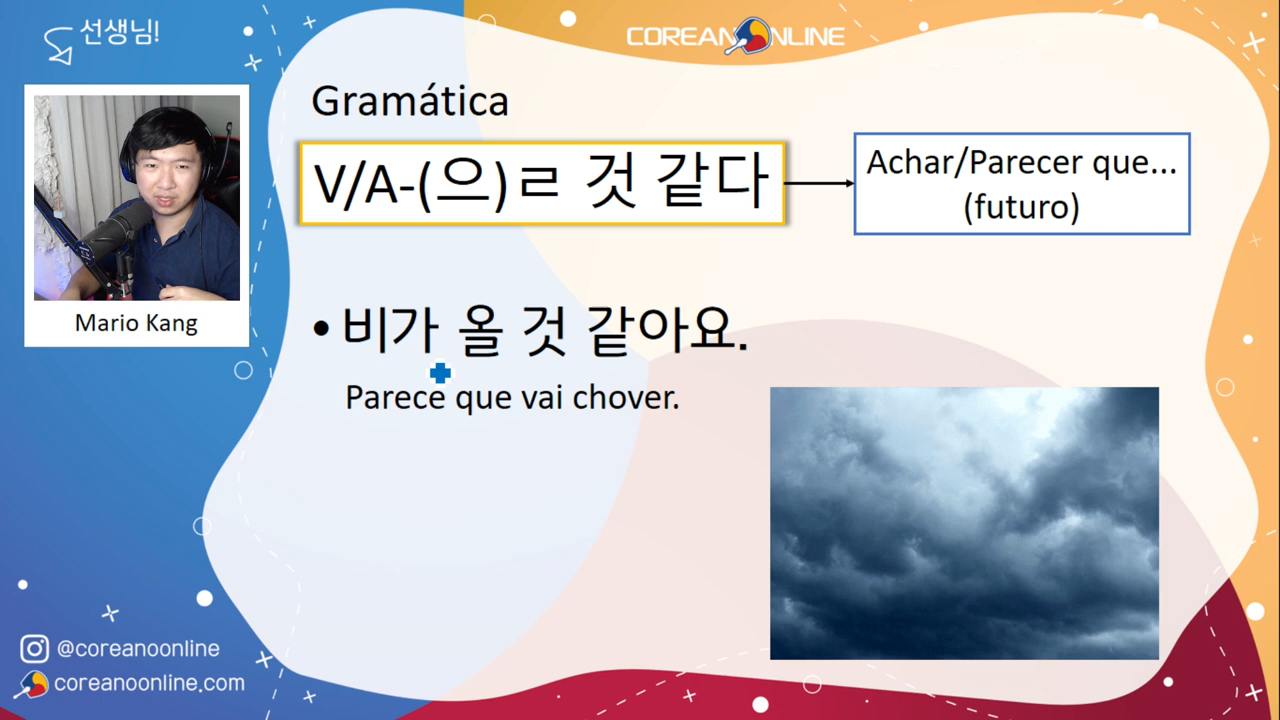 선생님!
COREANONLINE
Mario Kang
Gramática
V/A-(으)ㄹ 것 같다
Achar/Parecer que...
(futuro)
• 비가 올 것 같아요.
Parece que vai chover.
@coreanoonline
coreanoonline.com